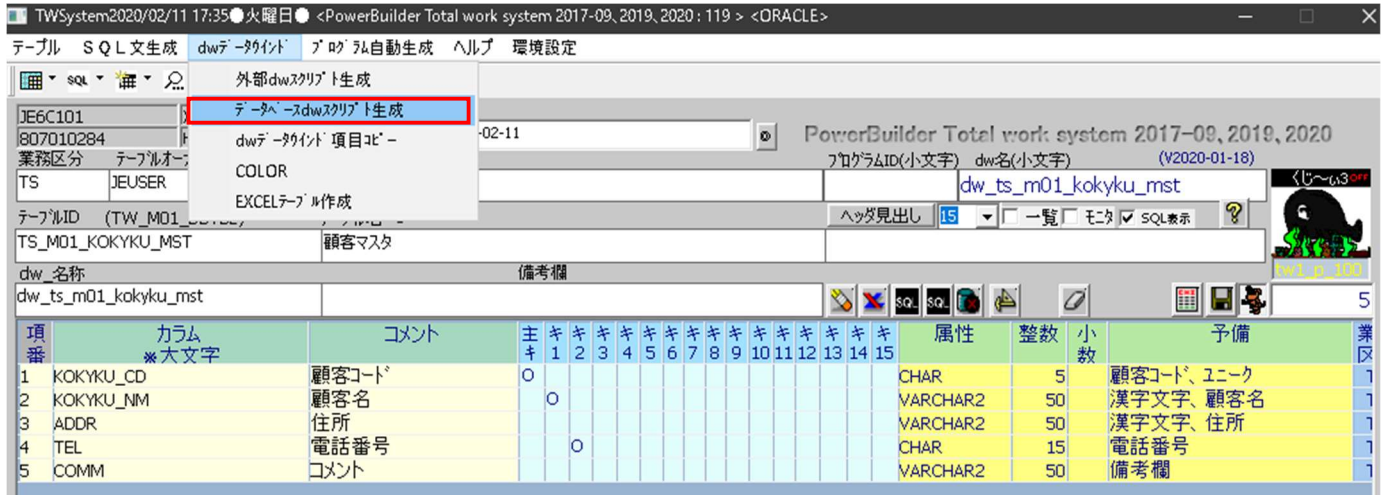 TWSystem2020/02/11 17:35●火曜日● <PowerBuilder Total work system 2017-09、2019、2020 : 119 > <ORACLE>
テーブル ＳＱＬ文生成 dwﾃﾞｰﾀｳｲﾝﾄﾞ ﾌﾟﾛｸﾞﾗﾑ自動生成 ヘルプ 環境設定
SQL
外部dwｽｸﾘﾌﾟﾄ生成
ﾃﾞｰﾀﾍﾞｰｽdwｽｸﾘﾌﾟﾄ生成
dwﾃﾞｰﾀｳｲﾝﾄﾞ項目ｺﾋﾟｰ
COLOR
EXCELﾃｰﾌﾞﾙ作成
JE6C101
807010284 -02-11 PowerBuilder Total work system 2017-09, 2019, 2020
業務区分 ﾃｰﾌﾞﾙｵｰﾅ ﾌﾟﾛｸﾞﾗﾑID(小文字) dw名(小文字) (V2020-01-18)
TS JEUSER dw_ts_m01_kokyku_mst くじ〜ら3OFF
ﾃｰﾌﾞﾙID (TW_M01_ ヘッダ見出し 15 一覧 ﾓﾆﾀ SQL表示
TS_M01_KOKYKU_MST 顧客マスタ
dw_名称 備考欄 tw1_p_100
dw_ts_m01_kokyku_mst SQL SQL 5
項番 カラム ※大文字 コメント 主キ キ1 キ2 キ3 キ4 キ5 キ6 キ7 キ8 キ9 キ10 キ11 キ12 キ13 キ14 キ15 属性 整数 小数 予備 業区
1 KOKYKU_CD 顧客ｺｰﾄﾞ O CHAR 5 顧客ｺｰﾄﾞ、ﾕﾆｰｸ
2 KOKYKU_NM 顧客名 O VARCHAR2 50 漢字文字、顧客名
3 ADDR 住所 VARCHAR2 50 漢字文字、住所
4 TEL 電話番号 O CHAR 15 電話番号
5 COMM コメント VARCHAR2 50 備考欄